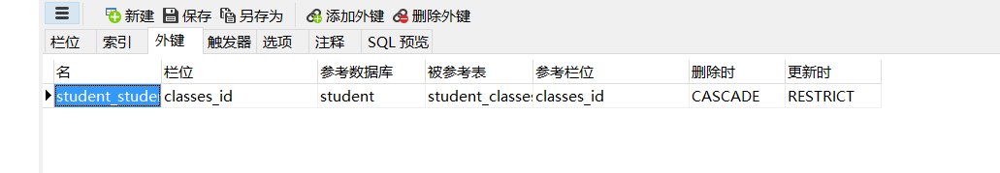 新建 保存 另存为 添加外键 删除外键
栏位 索引 外键 触发器 选项 注释 SQL 预览
名 栏位 参考数据库 被参考表 参考栏位 删除时 更新时
student_stude classes_id student student_classes classes_id CASCADE RESTRICT